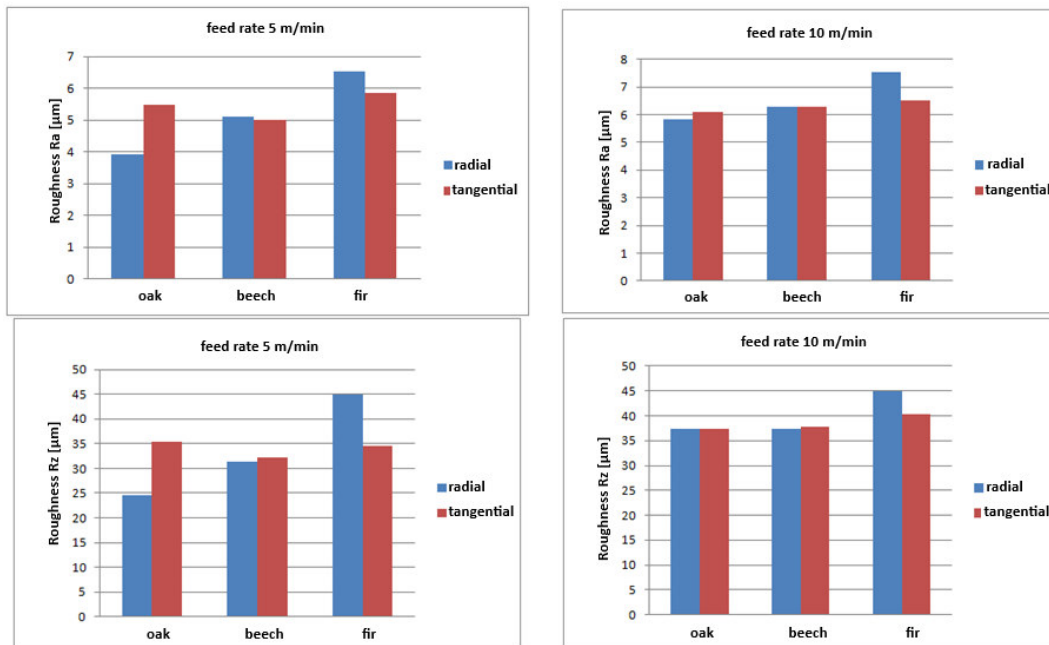 feed rate 5 m/min
Roughness Ra [µm]
7
6
5
4
3
2
1
0
oak beech fir
radial
tangential
feed rate 10 m/min
Roughness Ra [µm]
8
7
6
5
4
3
2
1
0
oak beech fir
radial
tangential
feed rate 5 m/min
Roughness Rz [µm]
50
45
40
35
30
25
20
15
10
5
0
oak beech fir
radial
tangential
feed rate 10 m/min
Roughness Rz [µm]
50
45
40
35
30
25
20
15
10
5
0
oak beech fir
radial
tangential